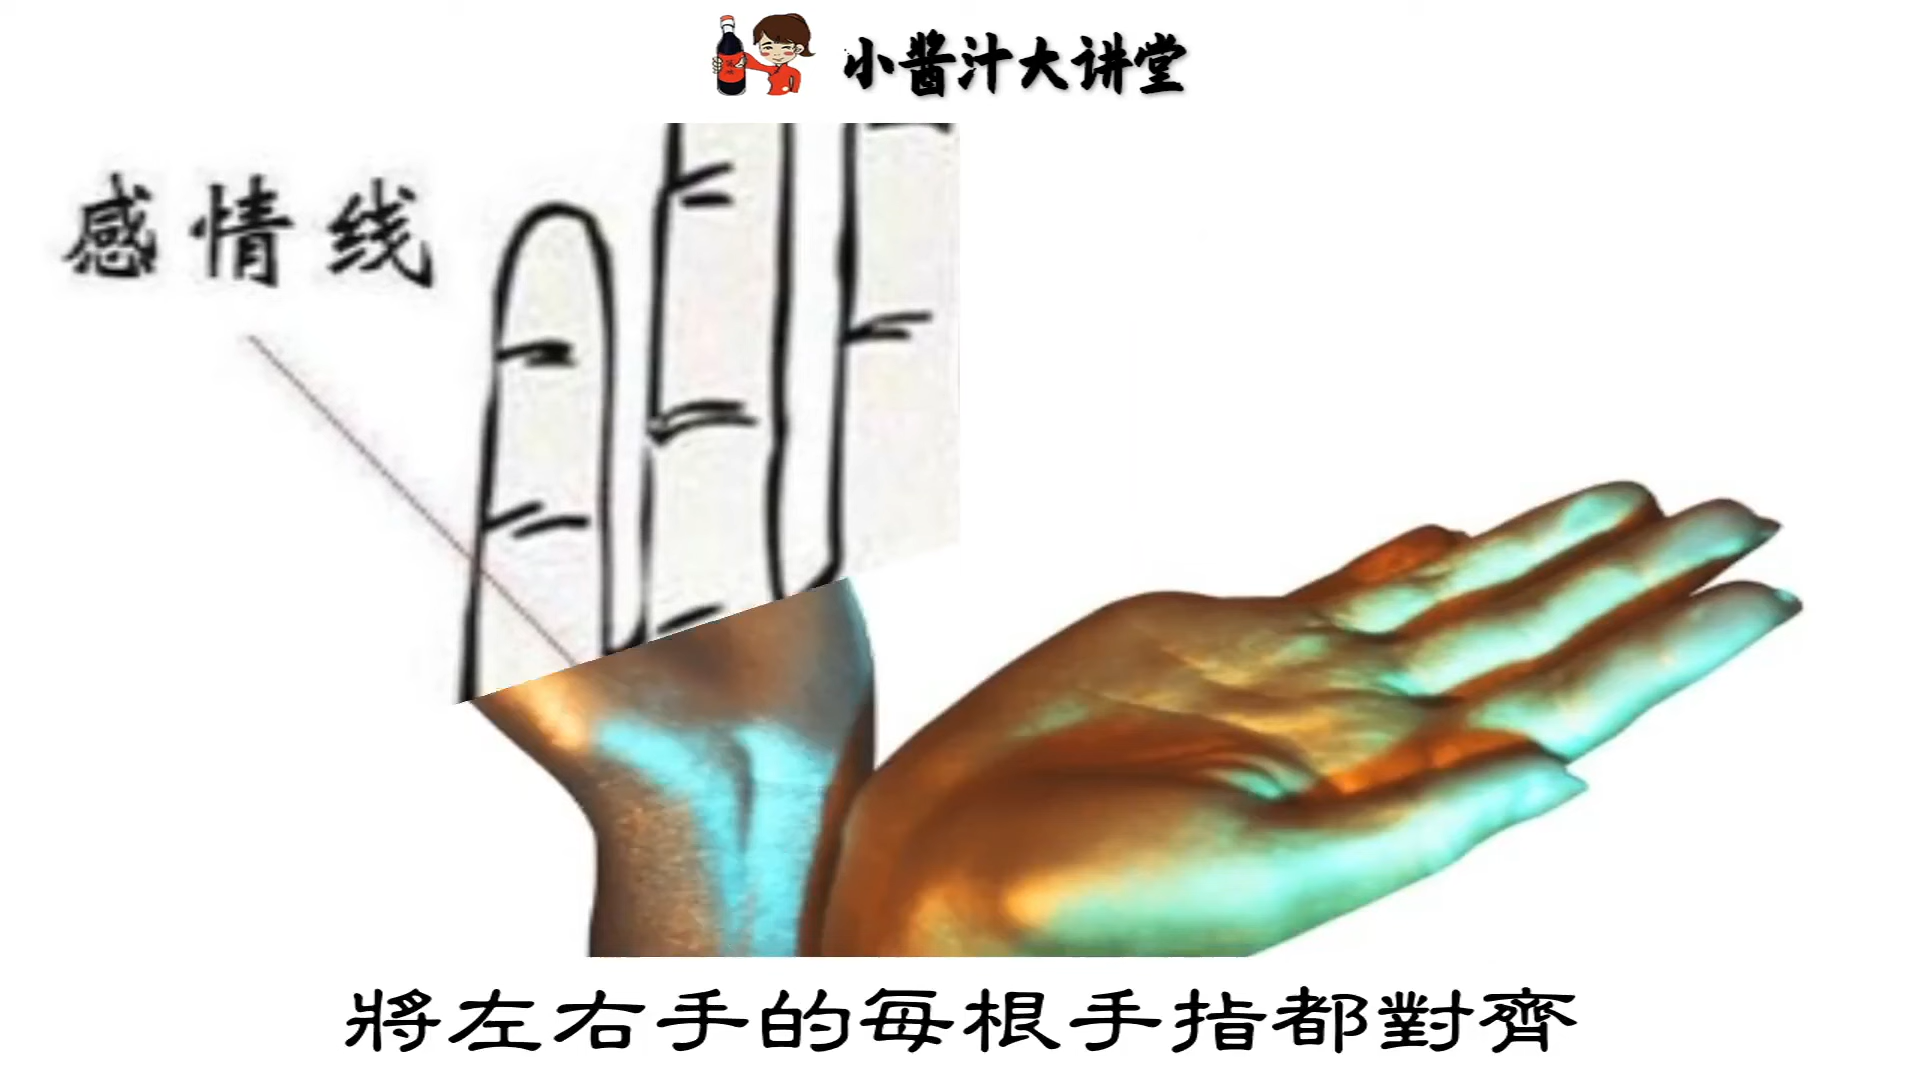 小酱汁大讲堂
感情线
將左右手的每根手指都對齊